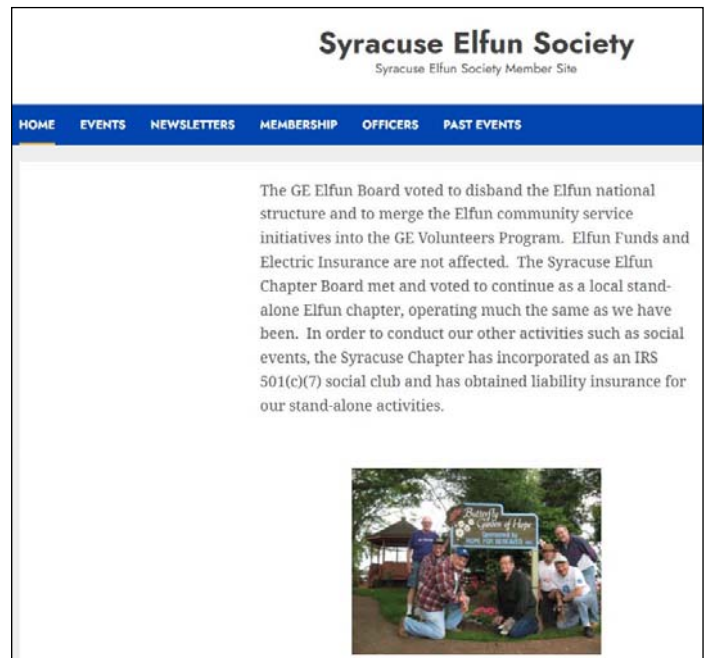 Syracuse Elfun Society
Syracuse Elfun Society Member Site
HOME EVENTS NEWSLETTERS MEMBERSHIP OFFICERS PAST EVENTS
The GE Elfun Board voted to disband the Elfun national
structure and to merge the Elfun community service
initiatives into the GE Volunteers Program. Elfun Funds and
Electric Insurance are not affected. The Syracuse Elfun
Chapter Board met and voted to continue as a local stand-
alone Elfun chapter, operating much the same as we have
been. In order to conduct our other activities such as social
events, the Syracuse Chapter has incorporated as an IRS
501(c)(7) social club and has obtained liability insurance for
our stand-alone activities.
Butterfly
Garden of Hope
Sponsored by
HOPE FOR BEREAVED